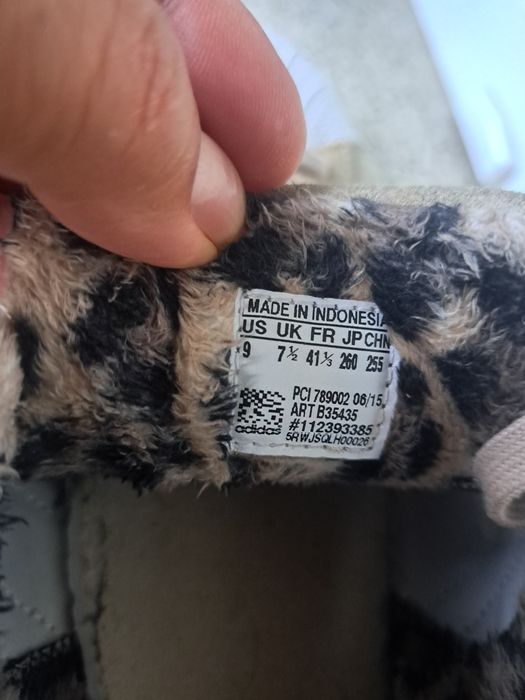 MADE IN INDONESIA
US UK FR JP CHN
9 7½ 41⅓ 260 255
PCI 789002 06/15
ART B35435
#112393385
adidas 5RWJSQLH00026